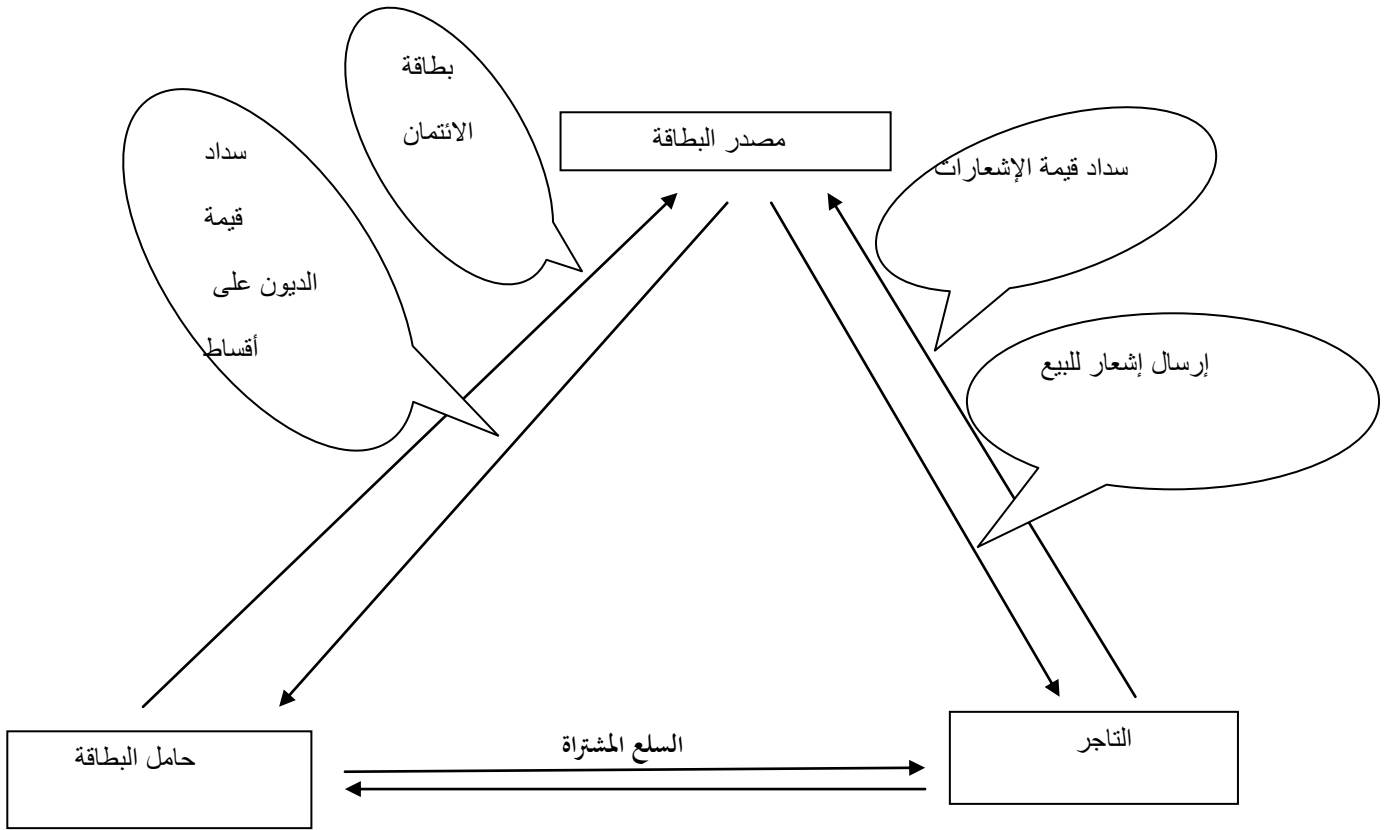 بطاقة
الائتمان
مصدر البطاقة
سداد قيمة الإشعارات
سداد
قيمة
الديون على
أقساط
إرسال إشعار للبيع
السلع المشتراة
التاجر
حامل البطاقة